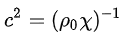 c² = (ρ₀χ)⁻¹